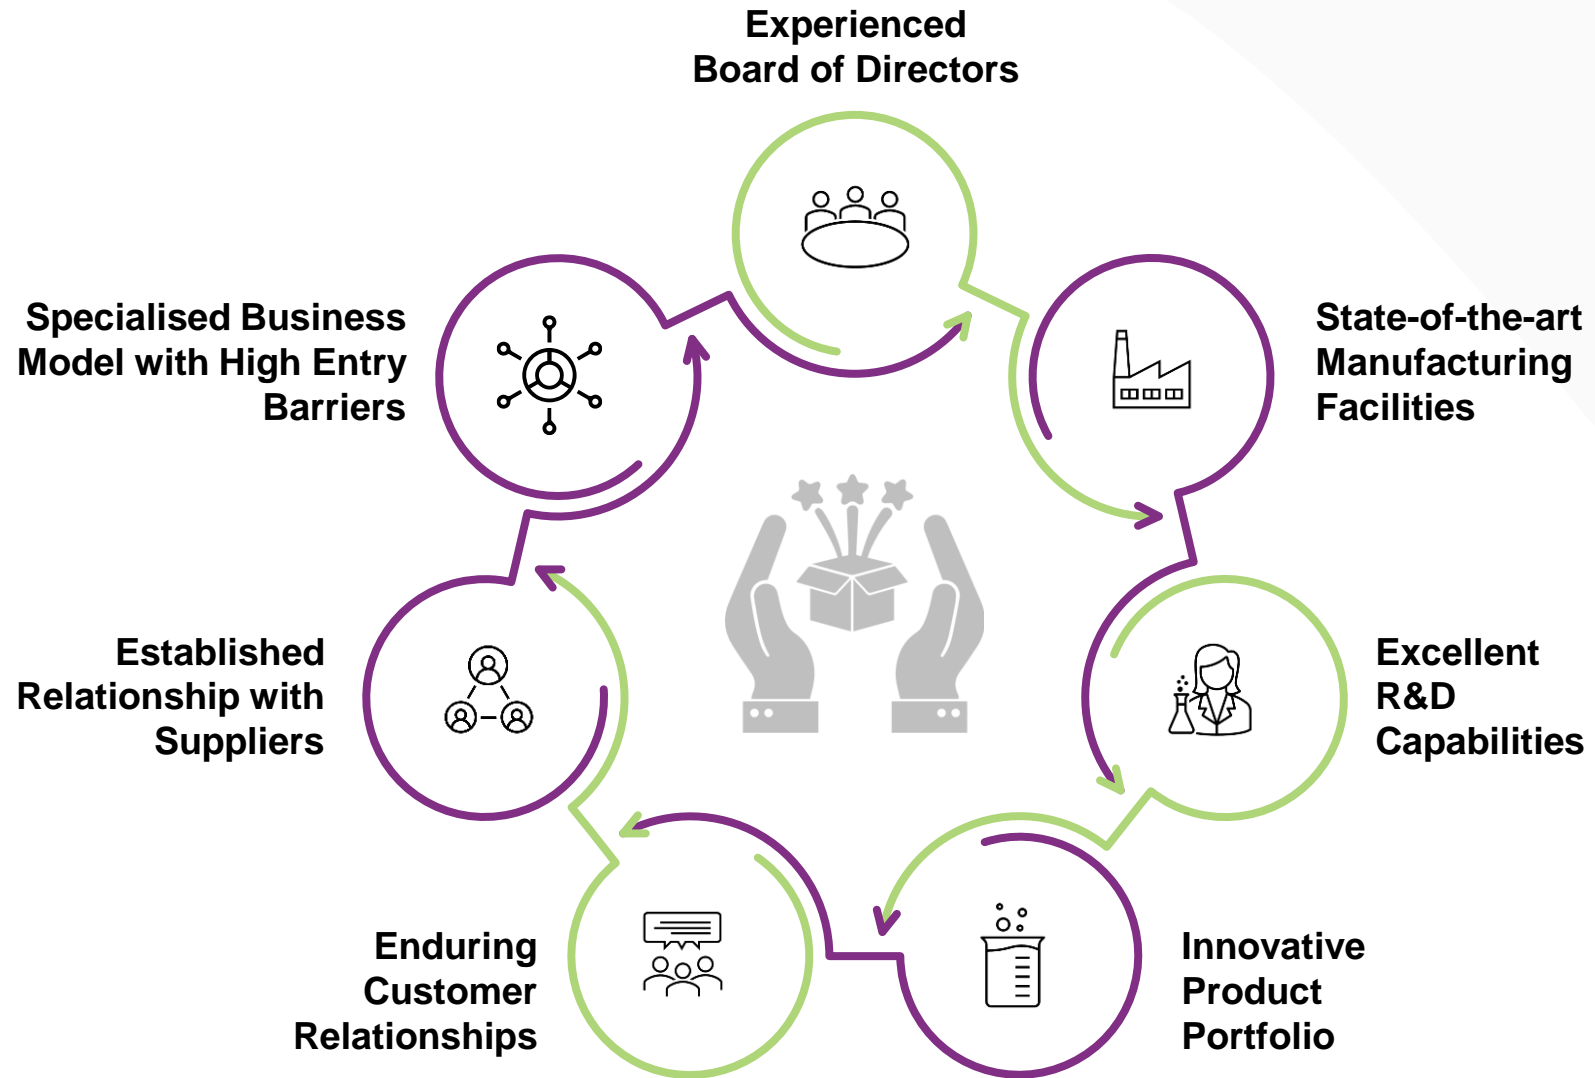 Experienced
Board of Directors
State-of-the-art
Manufacturing
Facilities
Excellent
R&D
Capabilities
Innovative
Product
Portfolio
Enduring
Customer
Relationships
Established
Relationship with
Suppliers
Specialised Business
Model with High Entry
Barriers